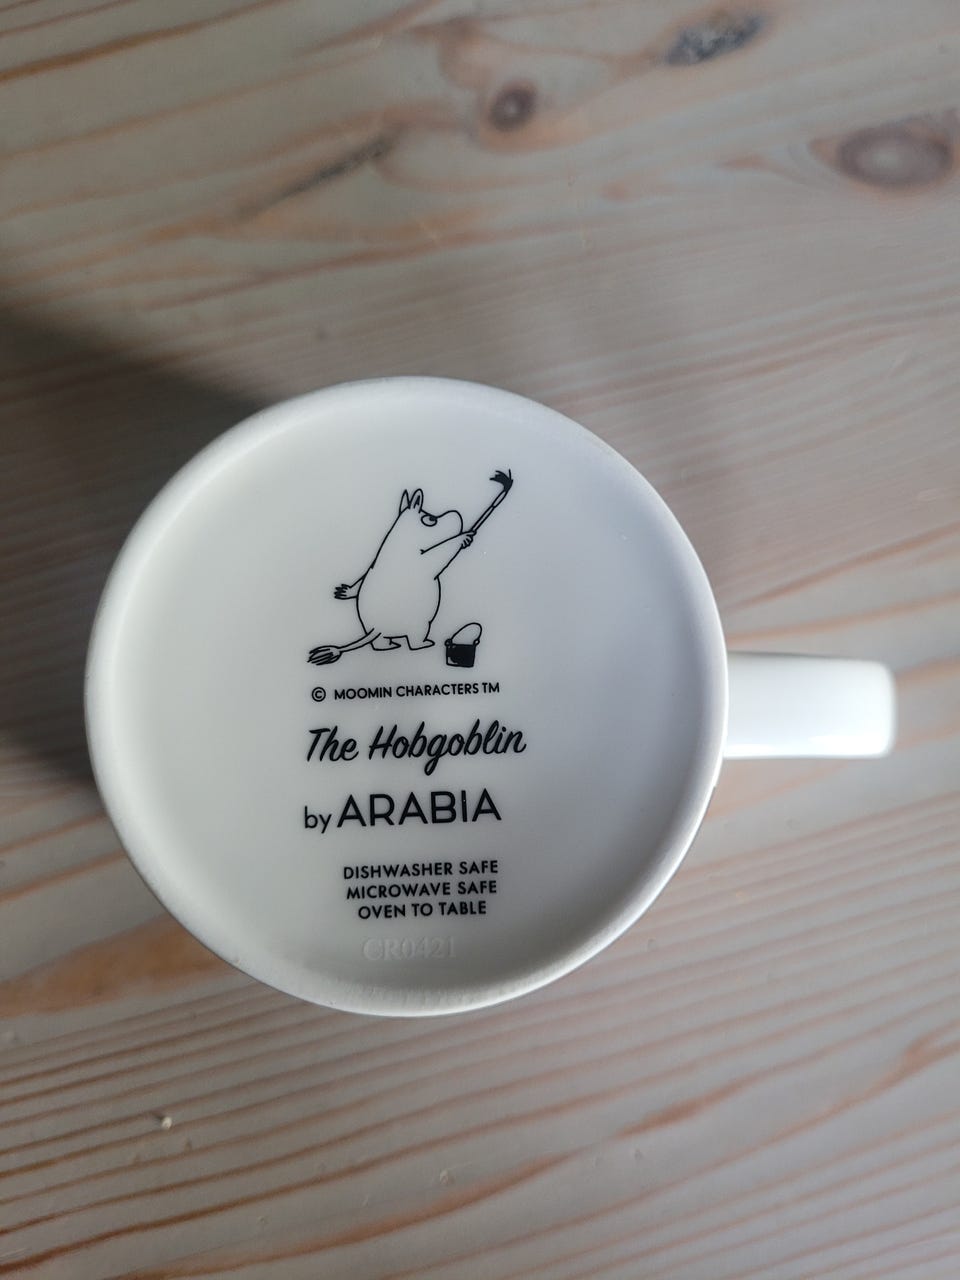 © MOOMIN CHARACTERS TM
The Hobgoblin
by ARABIA
DISHWASHER SAFE
MICROWAVE SAFE
OVEN TO TABLE
CR0421